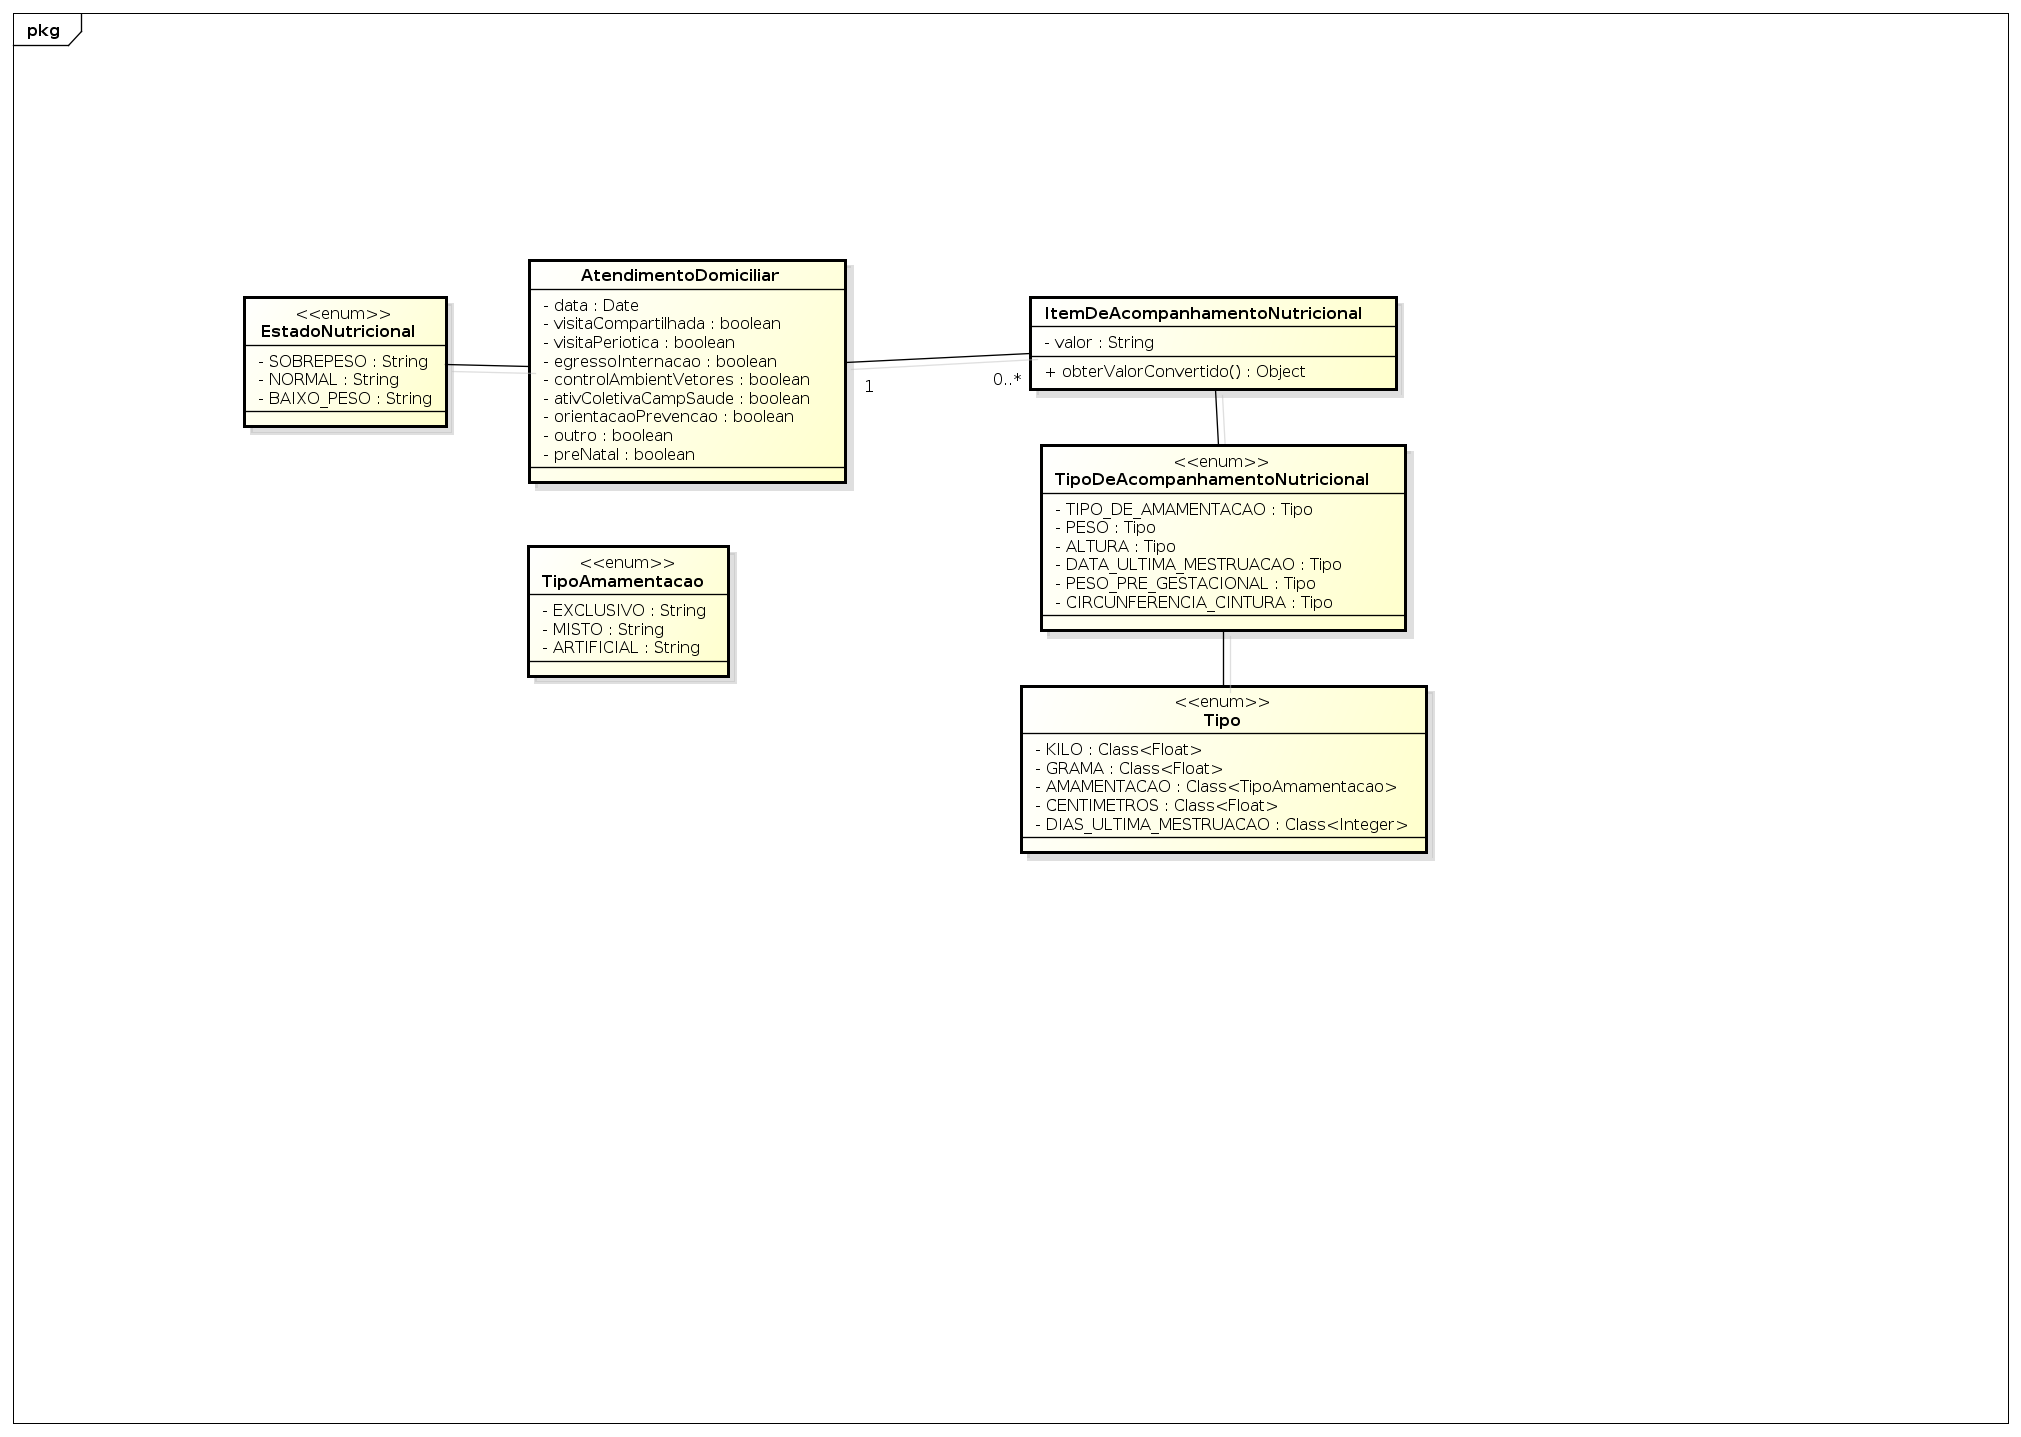 pkg
<<enum>>
EstadoNutricional
- SOBREPESO : String
- NORMAL : String
- BAIXO_PESO : String
AtendimentoDomiciliar
- data : Date
- visitaCompartilhada : boolean
- visitaPeriotica : boolean
- egressoInternacao : boolean
- controlAmbientVetores : boolean
- ativColetivaCampSaude : boolean
- orientacaoPrevencao : boolean
- outro : boolean
- preNatal : boolean
1
0..*
ItemDeAcompanhamentoNutricional
- valor : String
+ obterValorConvertido() : Object
<<enum>>
TipoDeAcompanhamentoNutricional
- TIPO_DE_AMAMENTACAO : Tipo
- PESO : Tipo
- ALTURA : Tipo
- DATA_ULTIMA_MESTRUACAO : Tipo
- PESO_PRE_GESTACIONAL : Tipo
- CIRCUNFERENCIA_CINTURA : Tipo
<<enum>>
TipoAmamentacao
- EXCLUSIVO : String
- MISTO : String
- ARTIFICIAL : String
<<enum>>
Tipo
- KILO : Class<Float>
- GRAMA : Class<Float>
- AMAMENTACAO : Class<TipoAmamentacao>
- CENTIMETROS : Class<Float>
- DIAS_ULTIMA_MESTRUACAO : Class<Integer>